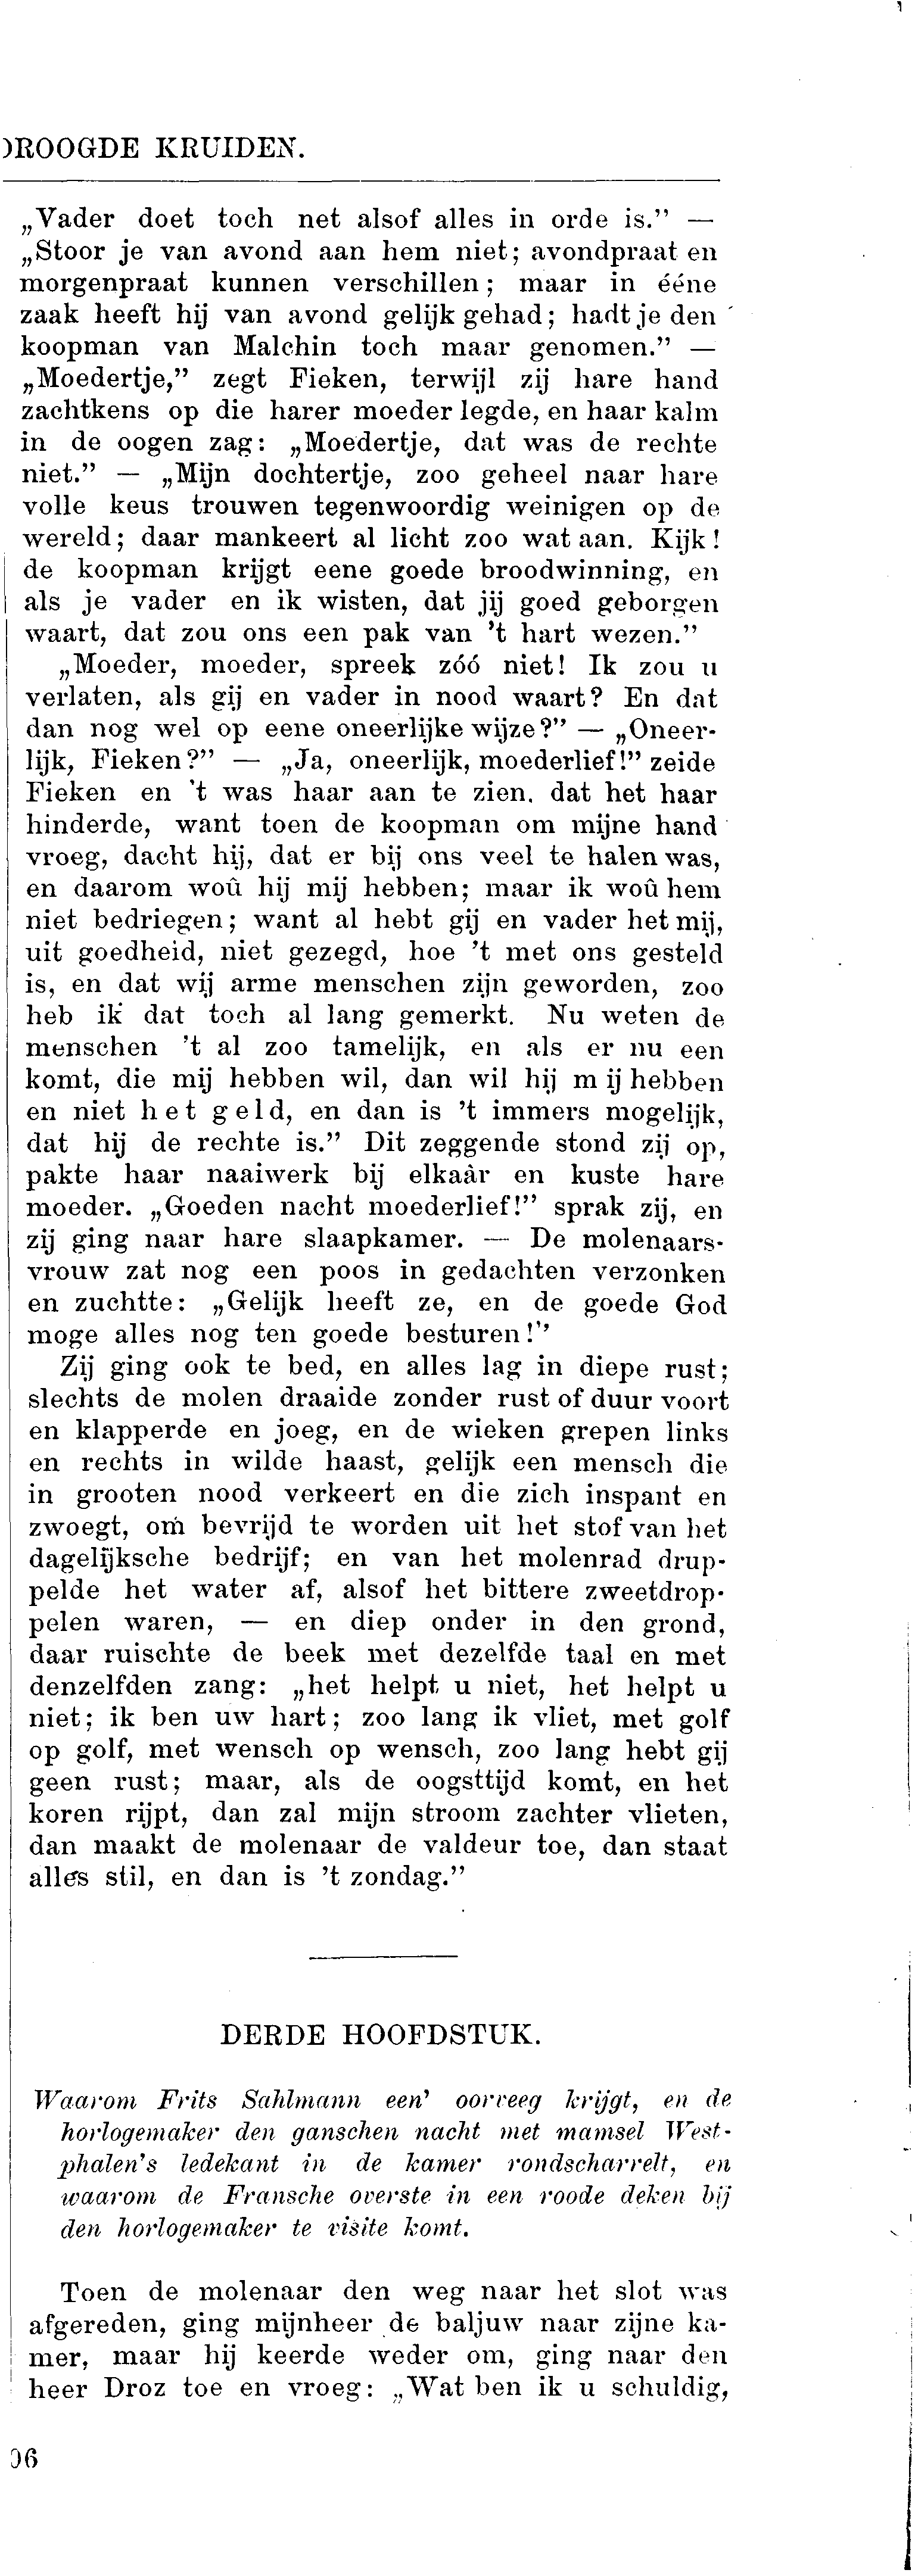 ROOGDE KRUIDEN.
„Vader doet toch net alsof alles in orde is.” —
„Stoor je van avond aan hem niet; avondpraat en
morgenpraat kunnen verschillen; maar in ééne
zaak heeft hij van avond gelijk gehad; hadt je den
koopman van Malchin toch maar genomen.” —
„Moedertje,” zegt Fieken, terwijl zij hare hand
zachtkens op die harer moeder legde, en haar kalm
in de oogen zag: „Moedertje, dat was de rechte
niet.” — „Mijn dochtertje, zoo geheel naar hare
volle keus trouwen tegenwoordig weinigen op de
wereld; daar mankeert al licht zoo wat aan. Kijk!
de koopman krijgt eene goede broodwinning, en
als je vader en ik wisten, dat jij goed geborgen
waart, dat zou ons een pak van 't hart wezen.”
„Moeder, moeder, spreek zóó niet! Ik zou u
verlaten, als gij en vader in nood waart? En dat
dan nog wel op eene oneerlijke wijze?” — „Oneer-
lijk, Fieken?” — „Ja, oneerlijk, moederlief!” zeide
Fieken en 't was haar aan te zien. dat het haar
hinderde, want toen de koopman om mijne hand
vroeg, dacht hij, dat er bij ons veel te halen was,
en daarom woû hij mij hebben; maar ik woû hem
niet bedriegen; want al hebt gij en vader het mij,
uit goedheid, niet gezegd, hoe 't met ons gesteld
is, en dat wij arme menschen zijn geworden, zoo
heb ik dat toch al lang gemerkt. Nu weten de
menschen 't al zoo tamelijk, en als er nu een
komt, die mij hebben wil, dan wil hij m ij hebben
en niet h e t g e l d, en dan is 't immers mogelijk,
dat hij de rechte is.” Dit zeggende stond zij op,
pakte haar naaiwerk bij elkaâr en kuste hare
moeder. „Goeden nacht moederlief!” sprak zij, en
zij ging naar hare slaapkamer. — De molenaars-
vrouw zat nog een poos in gedachten verzonken
en zuchtte: „Gelijk heeft ze, en de goede God
moge alles nog ten goede besturen!”
Zij ging ook te bed, en alles lag in diepe rust;
slechts de molen draaide zonder rust of duur voort
en klapperde en joeg, en de wieken grepen links
en rechts in wilde haast, gelijk een mensch die
in grooten nood verkeert en die zich inspant en
zwoegt, om bevrijd te worden uit het stof van het
dagelijksche bedrijf; en van het molenrad drup-
pelde het water af, alsof het bittere zweetdrop-
pelen waren, — en diep onder in den grond,
daar ruischte de beek met dezelfde taal en met
denzelfden zang: „het helpt u niet, het helpt u
niet; ik ben uw hart; zoo lang ik vliet, met golf
op golf, met wensch op wensch, zoo lang hebt gij
geen rust; maar, als de oogsttijd komt, en het
koren rijpt, dan zal mijn stroom zachter vlieten,
dan maakt de molenaar de valdeur toe, dan staat
alles stil, en dan is 't zondag.”
DERDE HOOFDSTUK.
Waarom Frits Sahlmann een' oorveeg krijgt, en de
horlogemaker den ganschen nacht met mamsel West-
phalen's ledekant in de kamer rondscharrelt, en
waarom de Fransche overste in een roode deken bij
den horlogemaker te visite komt.
Toen de molenaar den weg naar het slot was
afgereden, ging mijnheer de baljuw naar zijne ka-
mer, maar hij keerde weder om, ging naar den
heer Droz toe en vroeg: „Wat ben ik u schuldig,
96